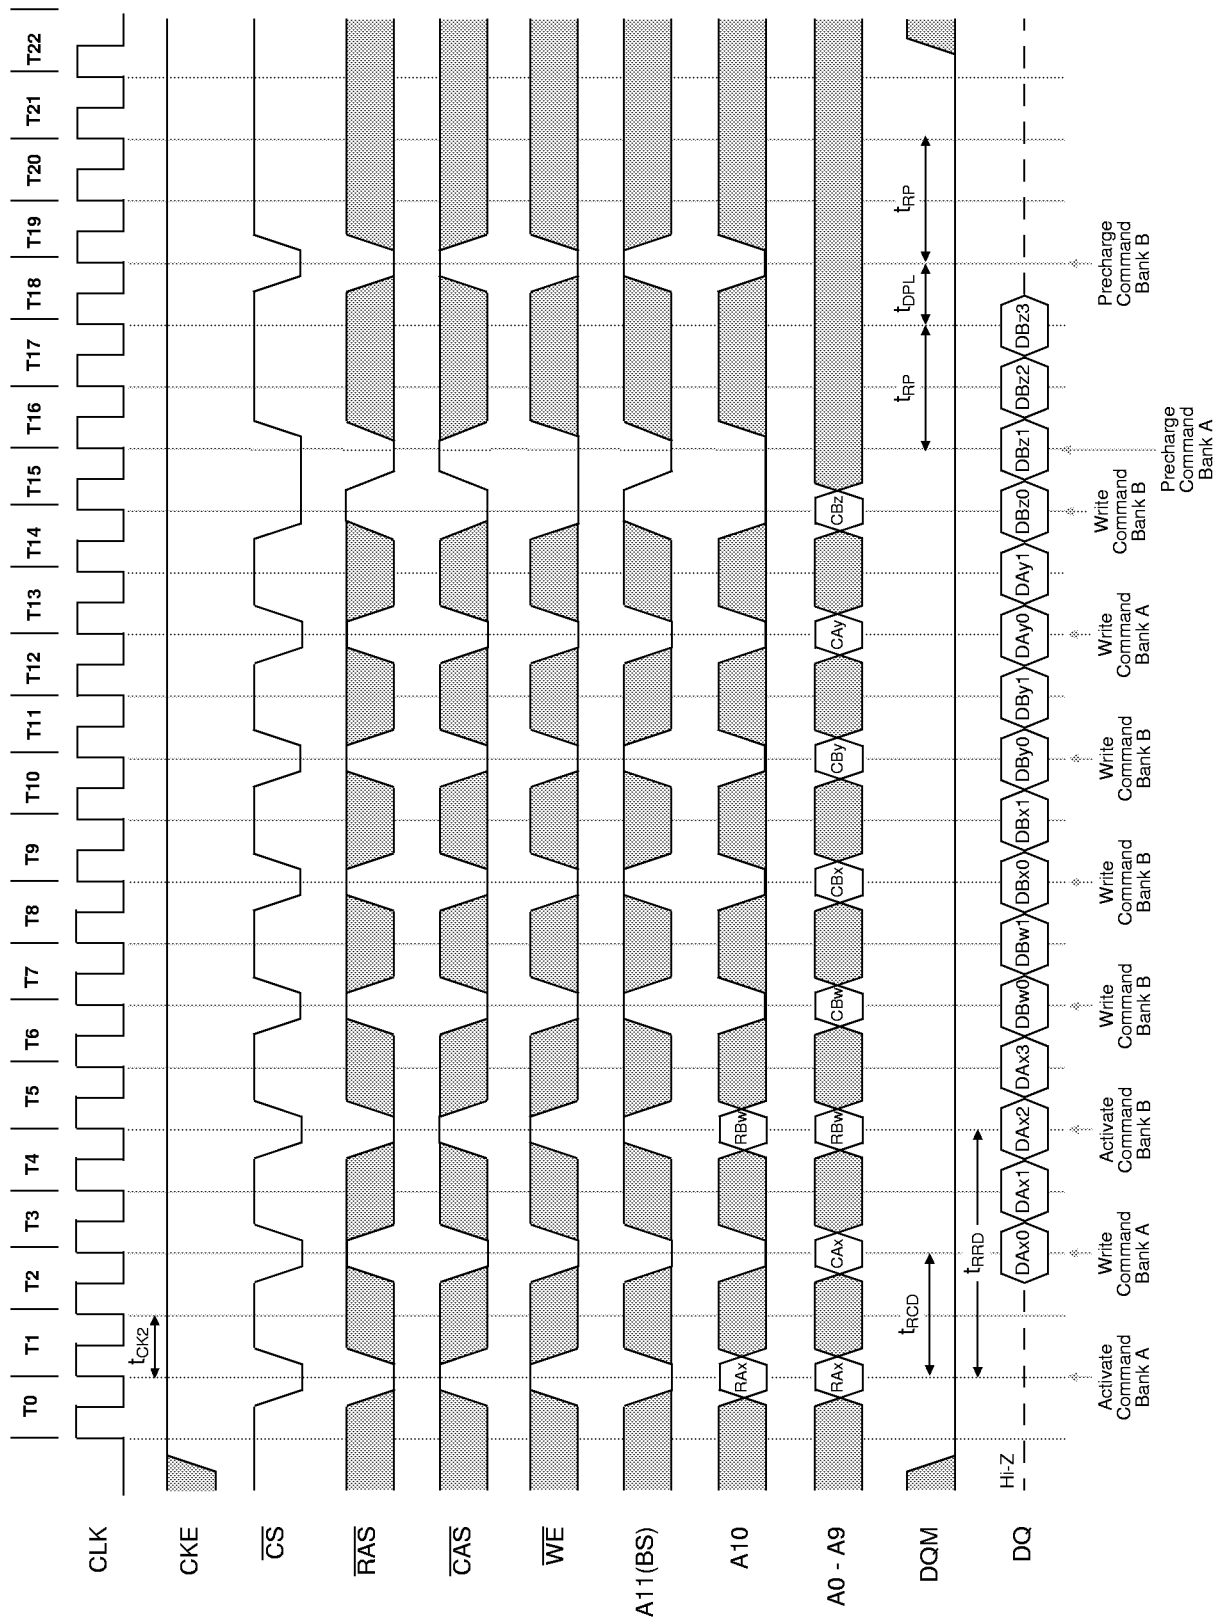 T0 T1 T2 T3 T4 T5 T6 T7 T8 T9 T10 T11 T12 T13 T14 T15 T16 T17 T18 T19 T20 T21 T22
CLK
tCK2
CKE
CS
RAS
CAS
WE
A11(BS)
A10
RAx RBw
A0 - A9
RAx CAx RBw CBw CBx CBy CAy CBz
DQM
tRCD tRP tDPL tRP
tRRD
DQ
Hi-Z
DAx0 DAx1 DAx2 DAx3 DBw0 DBw1 DBx0 DBx1 DBy0 DBy1 DAy0 DAy1 DBz0 DBz1 DBz2 DBz3
Activate
Command
Bank A
Write
Command
Bank A
Activate
Command
Bank B
Write
Command
Bank B
Write
Command
Bank B
Write
Command
Bank B
Write
Command
Bank A
Write
Command
Bank B
Precharge
Command
Bank A
Precharge
Command
Bank B